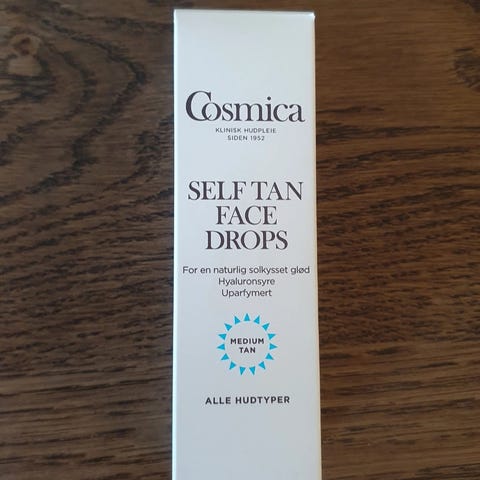 Cosmica
KLINISK HUDPLEIE
SIDEN 1952
SELF TAN
FACE
DROPS
For en naturlig solkysset glød
Hyaluronsyre
Uparfymert
MEDIUM
TAN
ALLE HUDTYPER